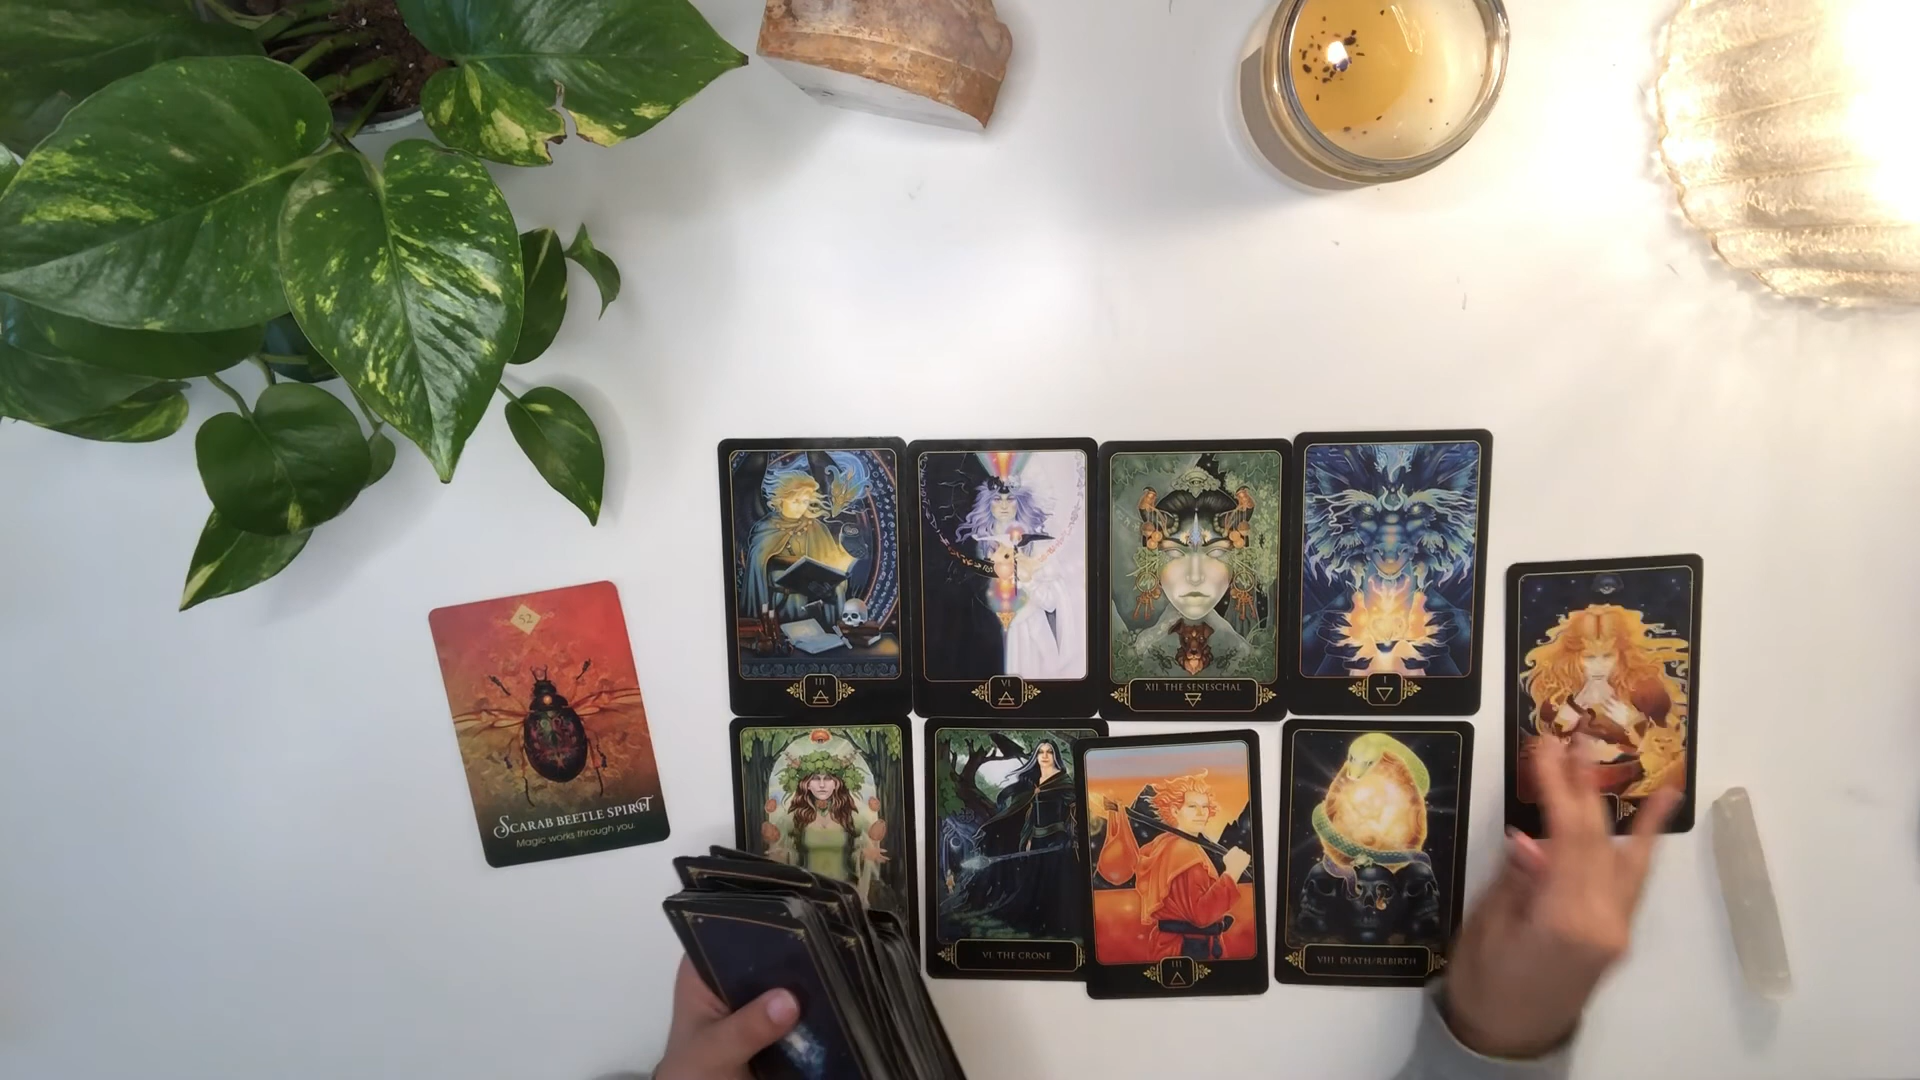 52
SCARAB BEETLE SPIRIT
Magic works through you.
III
VI
XII. THE SENESCHAL
I
VI. THE CRONE
III
VIII. DEATH/REBIRTH